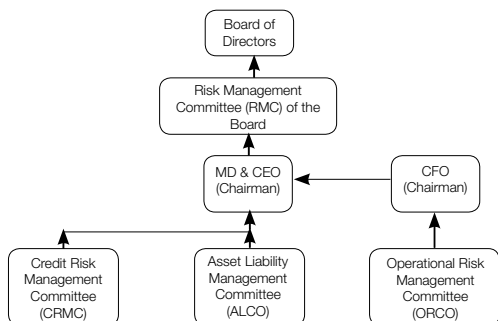 Board of
Directors
Risk Management
Committee (RMC) of the
Board
MD & CEO
(Chairman)
CFO
(Chairman)
Credit Risk
Management
Committee
(CRMC)
Asset Liability
Management
Committee
(ALCO)
Operational Risk
Management
Committee
(ORCO)